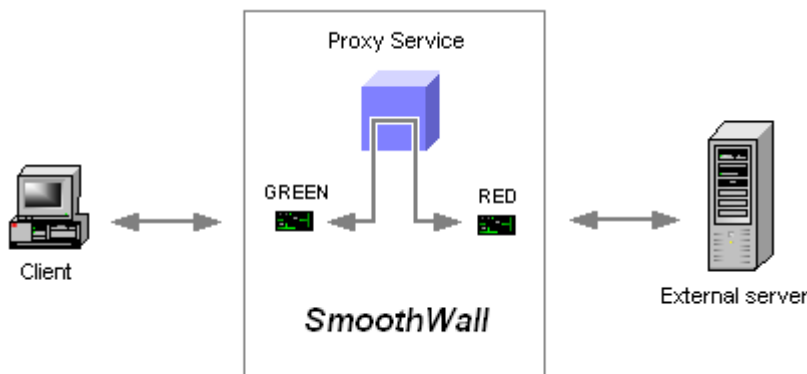 Proxy Service
GREEN
RED
Client
External server
SmoothWall